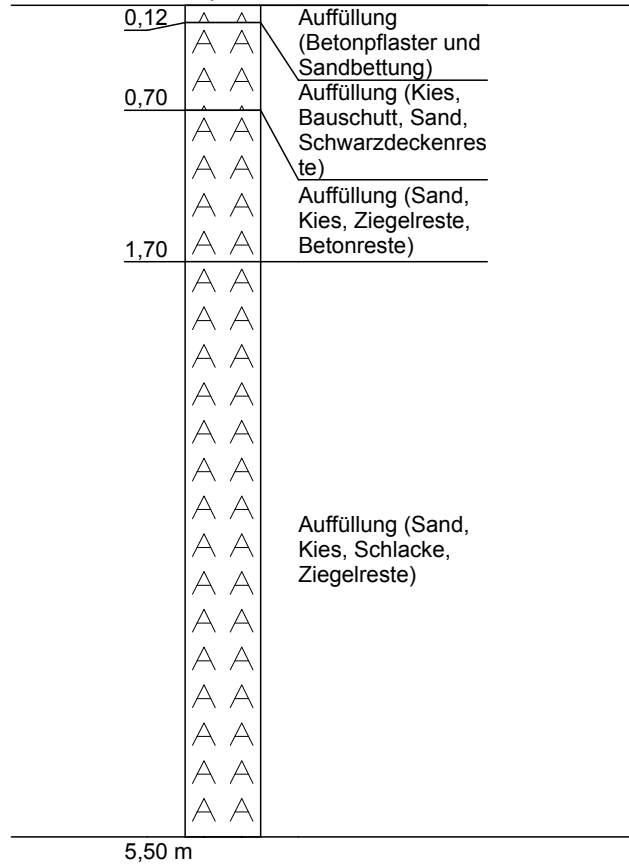 0,12
Auffüllung
(Betonpflaster und
Sandbettung)
0,70
Auffüllung (Kies,
Bauschutt, Sand,
Schwarzdeckenres
te)
1,70
Auffüllung (Sand,
Kies, Ziegelreste,
Betonreste)
Auffüllung (Sand,
Kies, Schlacke,
Ziegelreste)
5,50 m